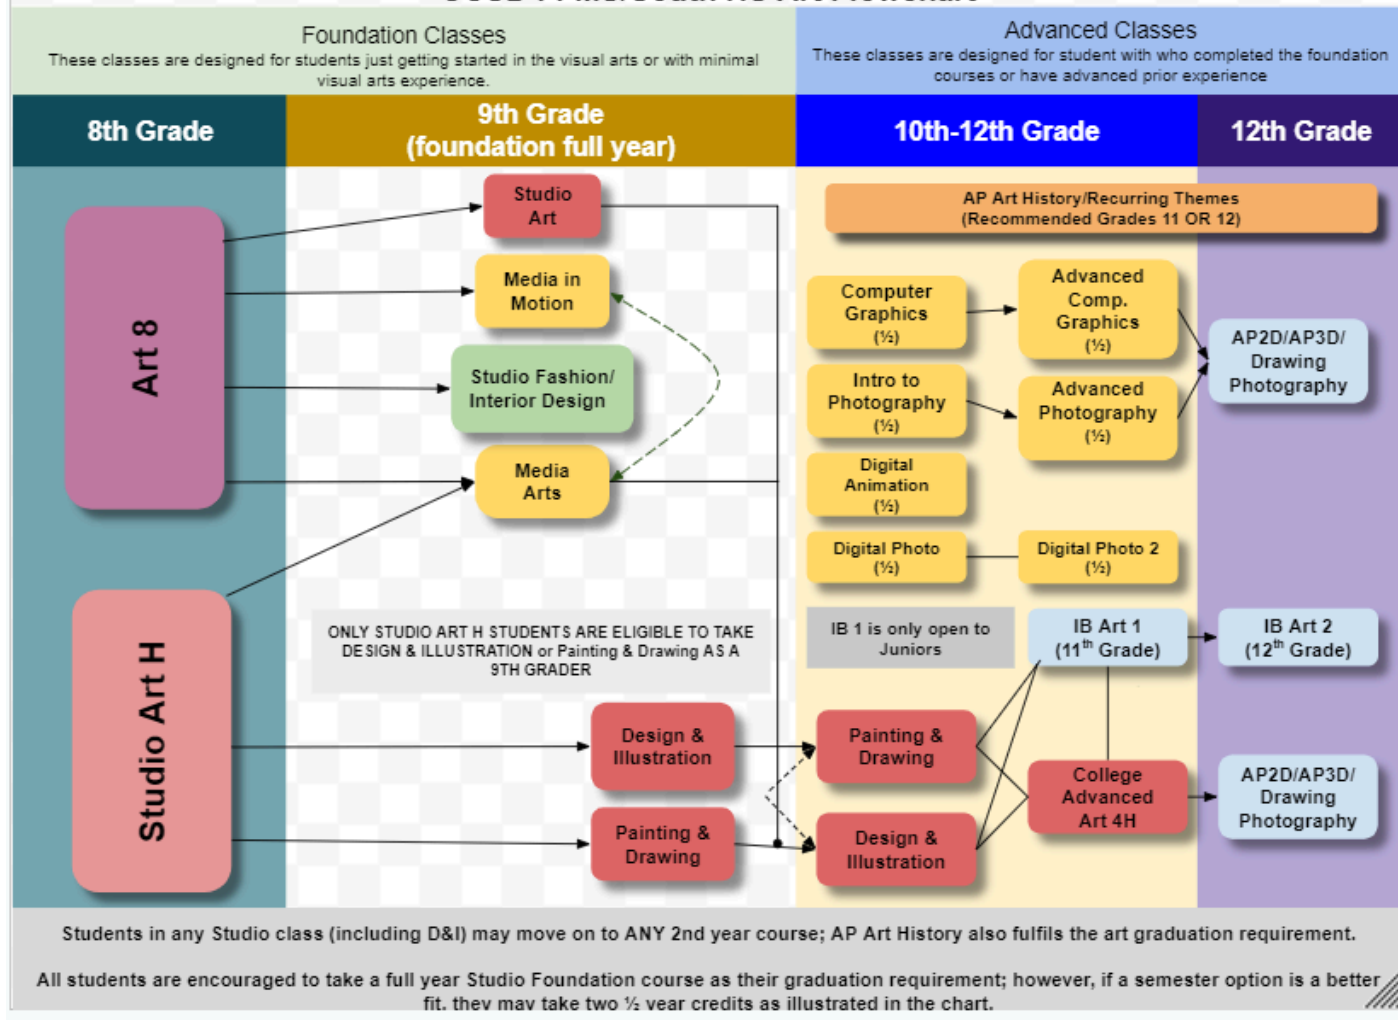 Foundation Classes
These classes are designed for students just getting started in the visual arts or with minimal
visual arts experience.
Advanced Classes
These classes are designed for student with who completed the foundation
courses or have advanced prior experience
8th Grade
9th Grade
(foundation full year)
10th-12th Grade
12th Grade
Art 8
Studio Art H
Studio
Art
Media in
Motion
Studio Fashion/
Interior Design
Media
Arts
ONLY STUDIO ART H STUDENTS ARE ELIGIBLE TO TAKE
DESIGN & ILLUSTRATION or Painting & Drawing AS A
9TH GRADER
Design &
Illustration
Painting &
Drawing
AP Art History/Recurring Themes
(Recommended Grades 11 OR 12)
Computer
Graphics
(½)
Advanced
Comp.
Graphics
(½)
AP2D/AP3D/
Drawing
Photography
Intro to
Photography
(½)
Advanced
Photography
(½)
Digital
Animation
(½)
Digital Photo
(½)
Digital Photo 2
(½)
IB 1 is only open to
Juniors
IB Art 1
(11th Grade)
IB Art 2
(12th Grade)
Painting &
Drawing
Design &
Illustration
College
Advanced
Art 4H
AP2D/AP3D/
Drawing
Photography
Students in any Studio class (including D&I) may move on to ANY 2nd year course; AP Art History also fulfils the art graduation requirement.
All students are encouraged to take a full year Studio Foundation course as their graduation requirement; however, if a semester option is a better
fit, they may take two ½ year credits as illustrated in the chart.